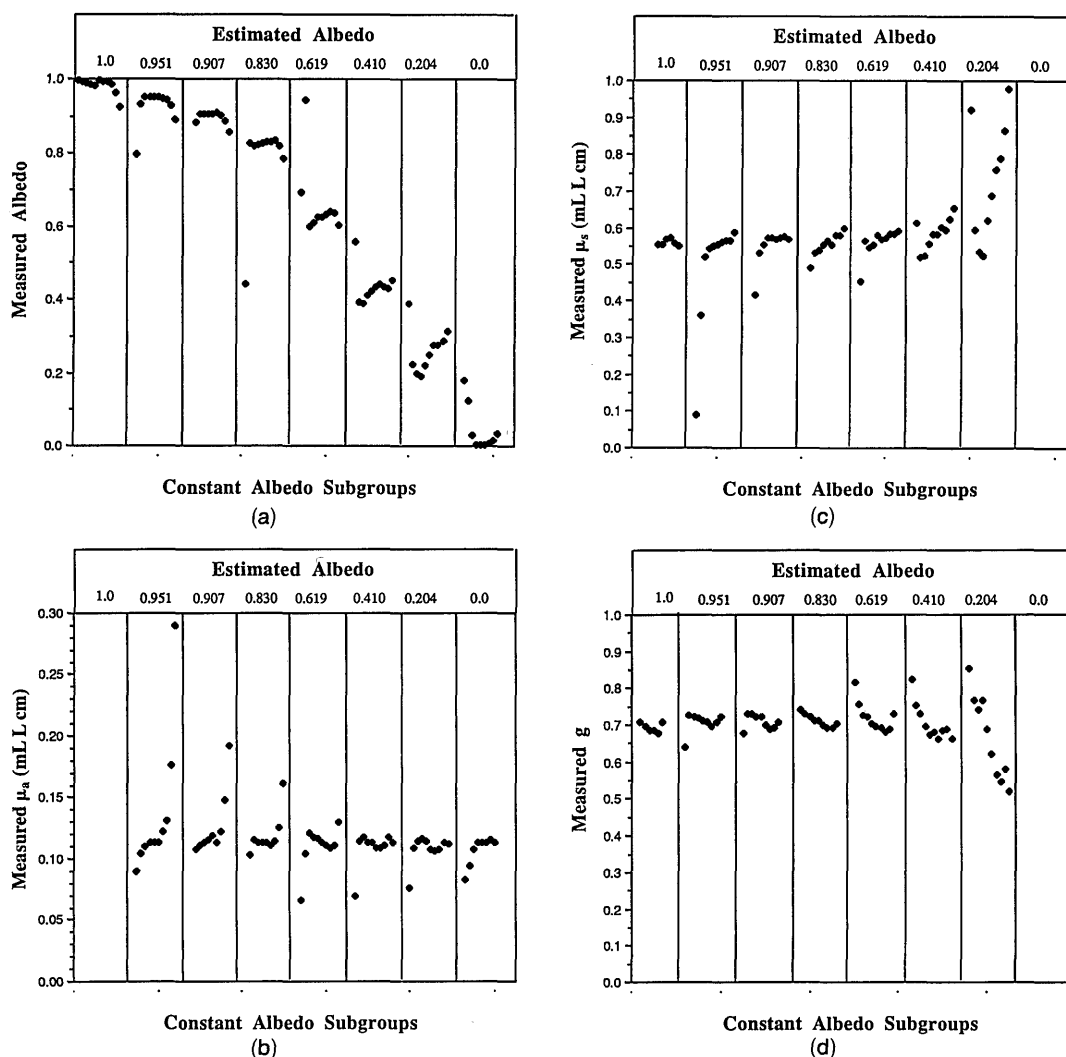 Estimated Albedo
1.0 0.951 0.907 0.830 0.619 0.410 0.204 0.0
Measured Albedo
1.0
0.8
0.6
0.4
0.2
0.0
Constant Albedo Subgroups
(a)
Estimated Albedo
1.0 0.951 0.907 0.830 0.619 0.410 0.204 0.0
Measured μs (mL L cm)
1.0
0.9
0.8
0.7
0.6
0.5
0.4
0.3
0.2
0.1
0.0
Constant Albedo Subgroups
(c)
Estimated Albedo
1.0 0.951 0.907 0.830 0.619 0.410 0.204 0.0
Measured μa (mL L cm)
0.30
0.25
0.20
0.15
0.10
0.05
0.00
Constant Albedo Subgroups
(b)
Estimated Albedo
1.0 0.951 0.907 0.830 0.619 0.410 0.204 0.0
Measured g
1.0
0.9
0.8
0.7
0.6
0.5
0.4
0.3
0.2
0.1
0.0
Constant Albedo Subgroups
(d)